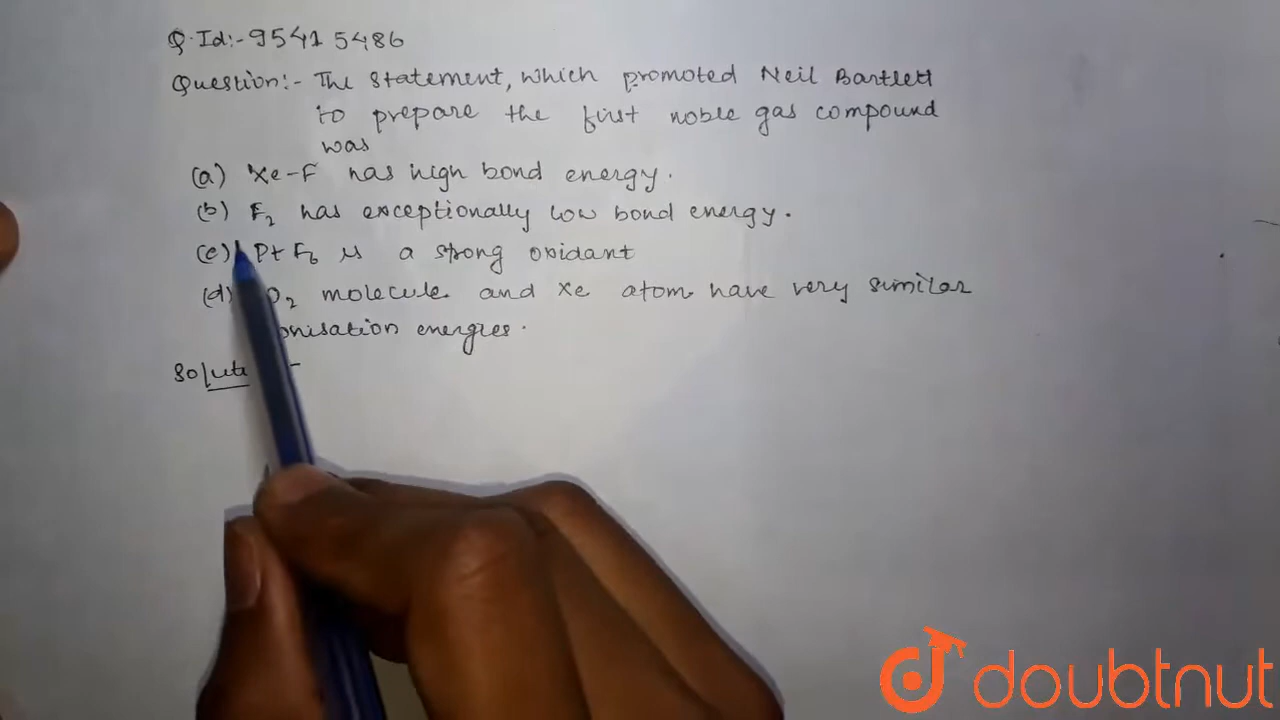 Q. Id:- 95415486
Question:- The statement, which promoted Neil Bartlett
to prepare the first noble gas compound
was
(a) Xe-F has high bond energy.
(b) F2 has exceptionally low bond energy.
(c) PtF6 is a strong oxidant
(d) O2 molecule and Xe atom have very similar
onisation energies.
Solut
doubtnut